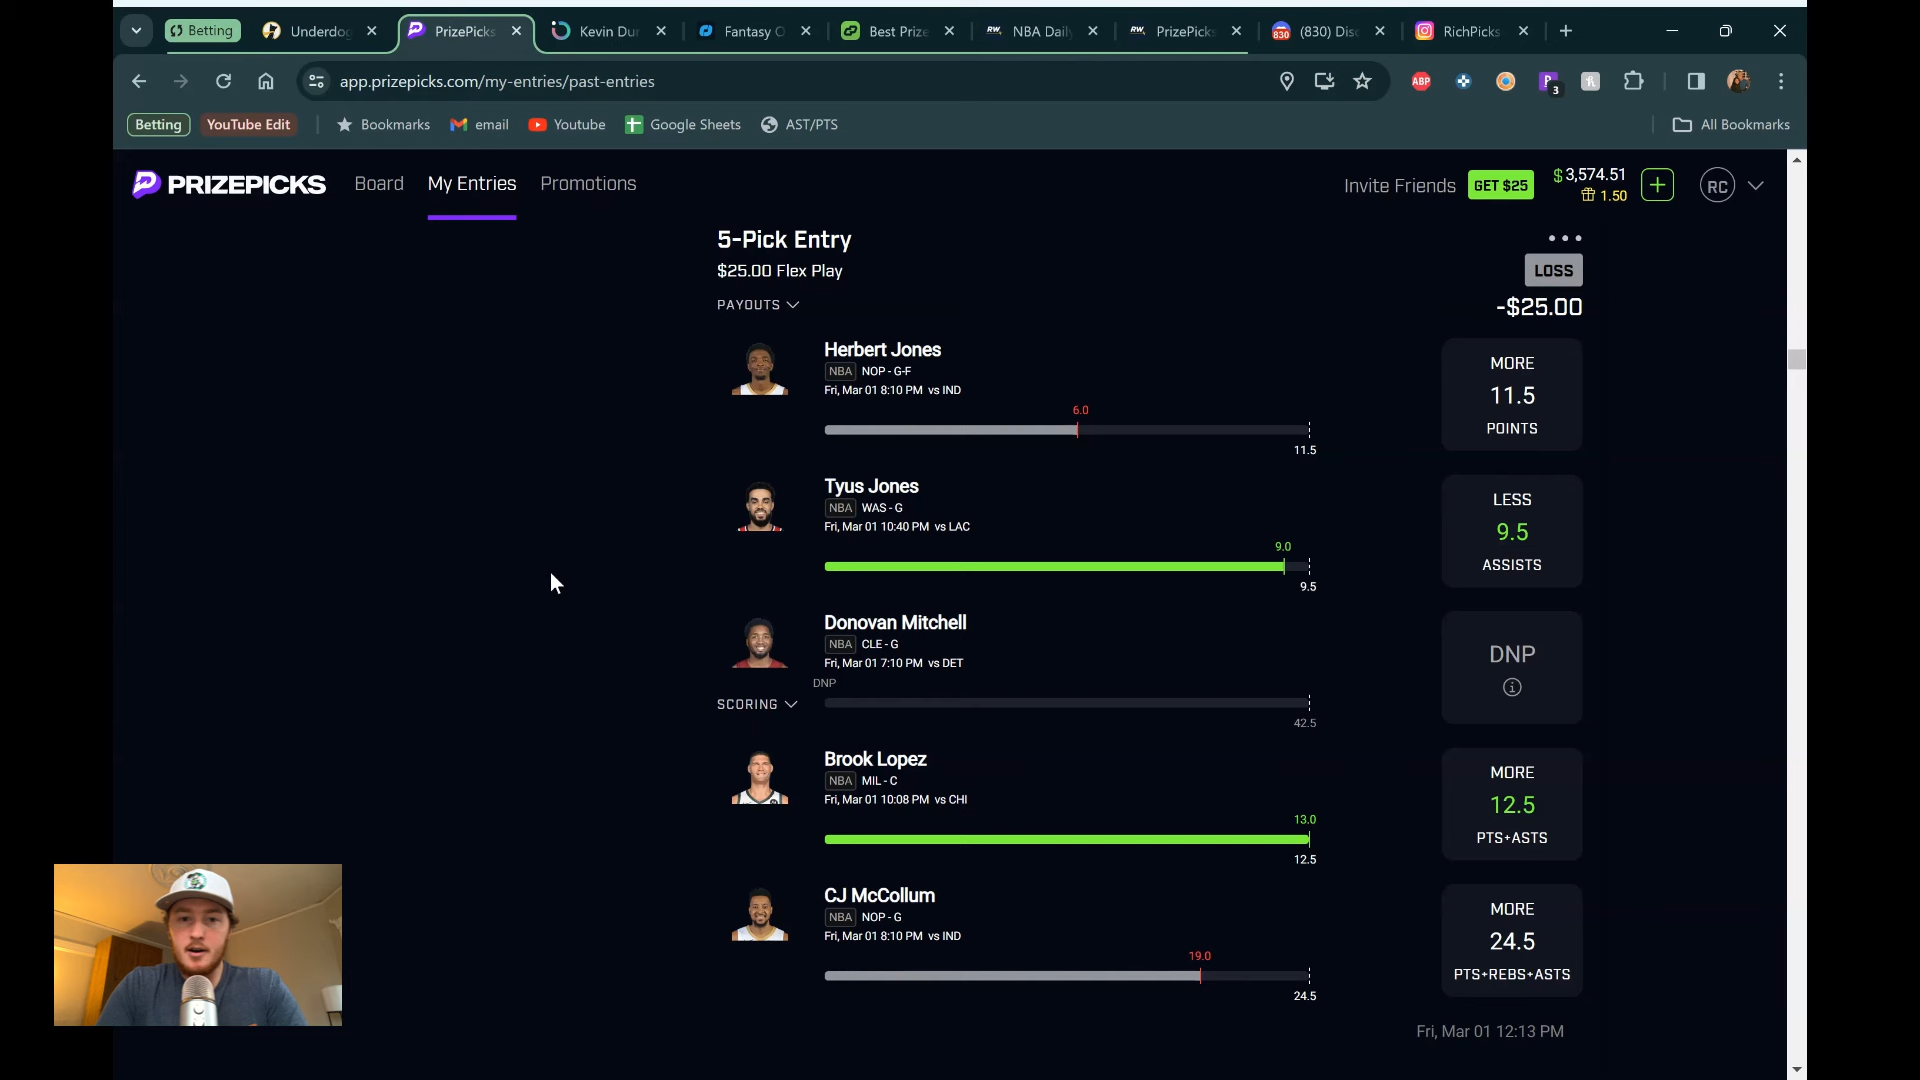 Betting
Underdog
PrizePicks
Kevin Dur
Fantasy O
Best Prize
NBA Daily
PrizePicks
(830) Disc
RichPicks
app.prizepicks.com/my-entries/past-entries
ABP
3
Betting
YouTube Edit
Bookmarks
email
Youtube
Google Sheets
AST/PTS
All Bookmarks
PRIZEPICKS
Board
My Entries
Promotions
Invite Friends
GET $25
$3,574.51
1.50
RC
5-Pick Entry
$25.00 Flex Play
LOSS
-$25.00
PAYOUTS
Herbert Jones
NBA NOP - G-F
Fri, Mar 01 8:10 PM vs IND
6.0
11.5
MORE
11.5
POINTS
Tyus Jones
NBA WAS - G
Fri, Mar 01 10:40 PM vs LAC
9.0
9.5
LESS
9.5
ASSISTS
Donovan Mitchell
NBA CLE - G
Fri, Mar 01 7:10 PM vs DET
DNP
SCORING
42.5
DNP
Brook Lopez
NBA MIL - C
Fri, Mar 01 10:08 PM vs CHI
13.0
12.5
MORE
12.5
PTS+ASTS
CJ McCollum
NBA NOP - G
Fri, Mar 01 8:10 PM vs IND
19.0
24.5
MORE
24.5
PTS+REBS+ASTS
Fri, Mar 01 12:13 PM